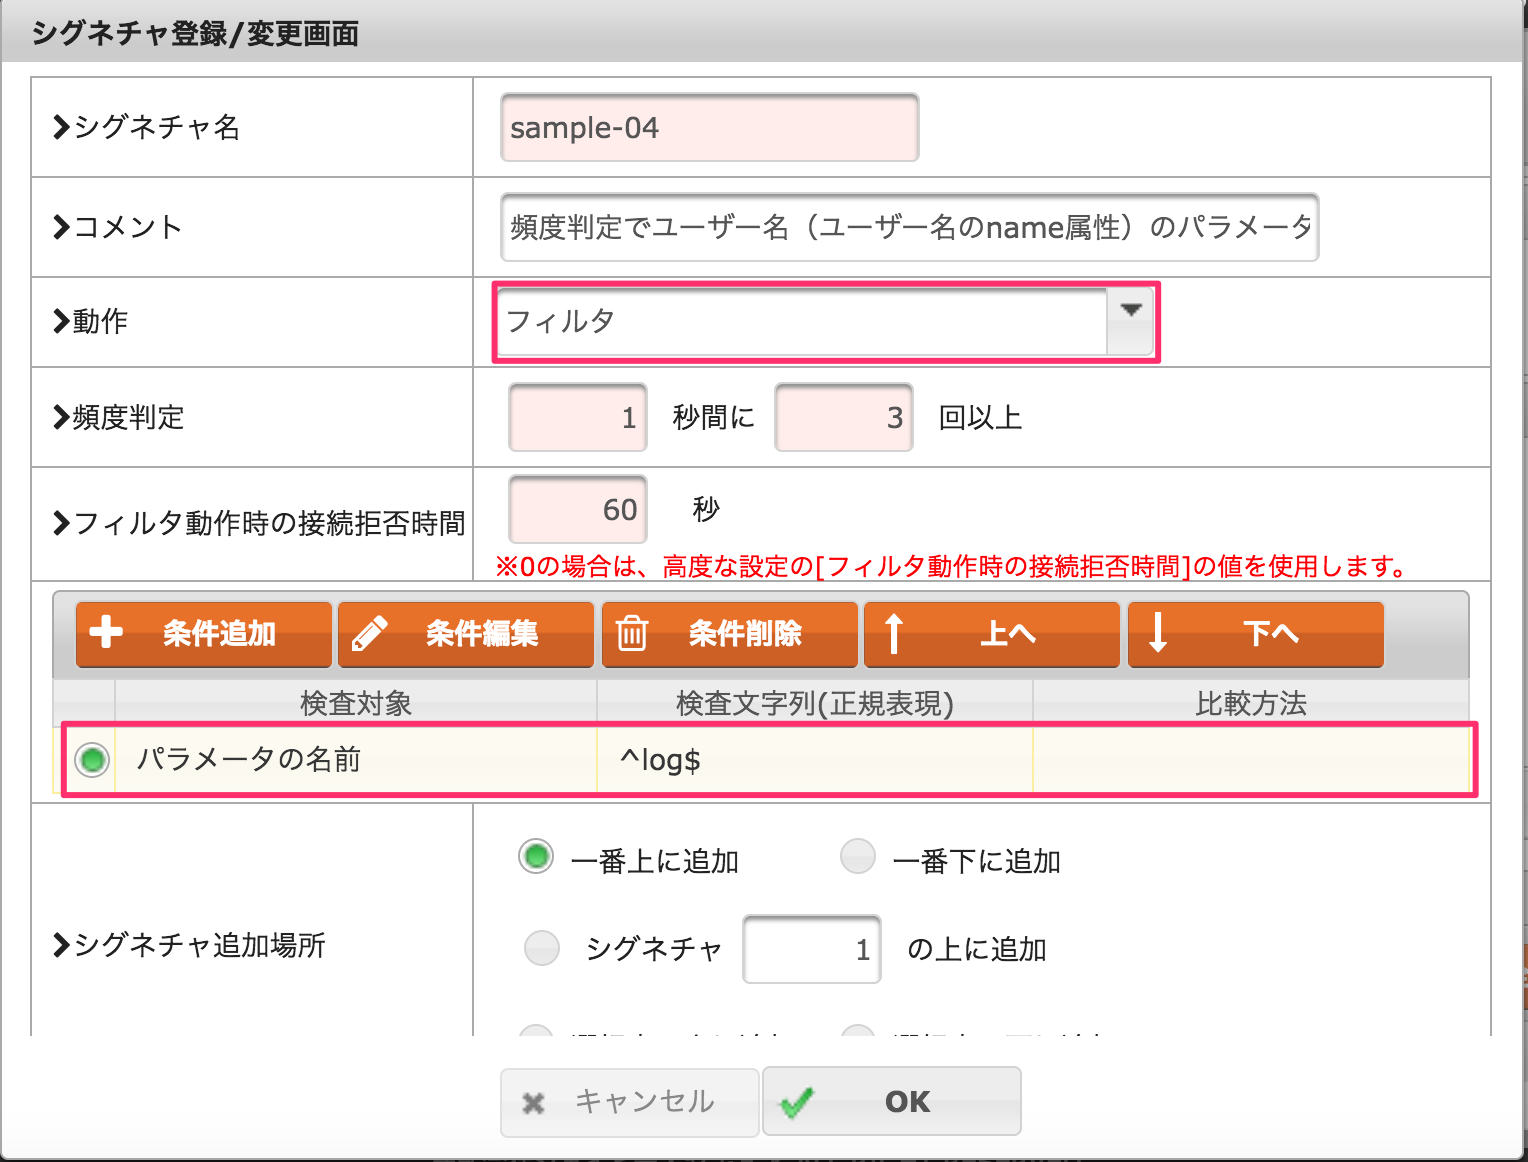 シグネチャ登録/変更画面
シグネチャ名
sample-04
コメント
頻度判定でユーザー名（ユーザー名のname属性）のパラメータ
動作
フィルタ
頻度判定
1 秒間に 3 回以上
フィルタ動作時の接続拒否時間
60 秒
※0の場合は、高度な設定の[フィルタ動作時の接続拒否時間]の値を使用します。
条件追加 条件編集 条件削除 上へ 下へ
検査対象 検査文字列(正規表現) 比較方法
パラメータの名前 ^log$
シグネチャ追加場所
一番上に追加 一番下に追加
シグネチャ 1 の上に追加
キャンセル OK